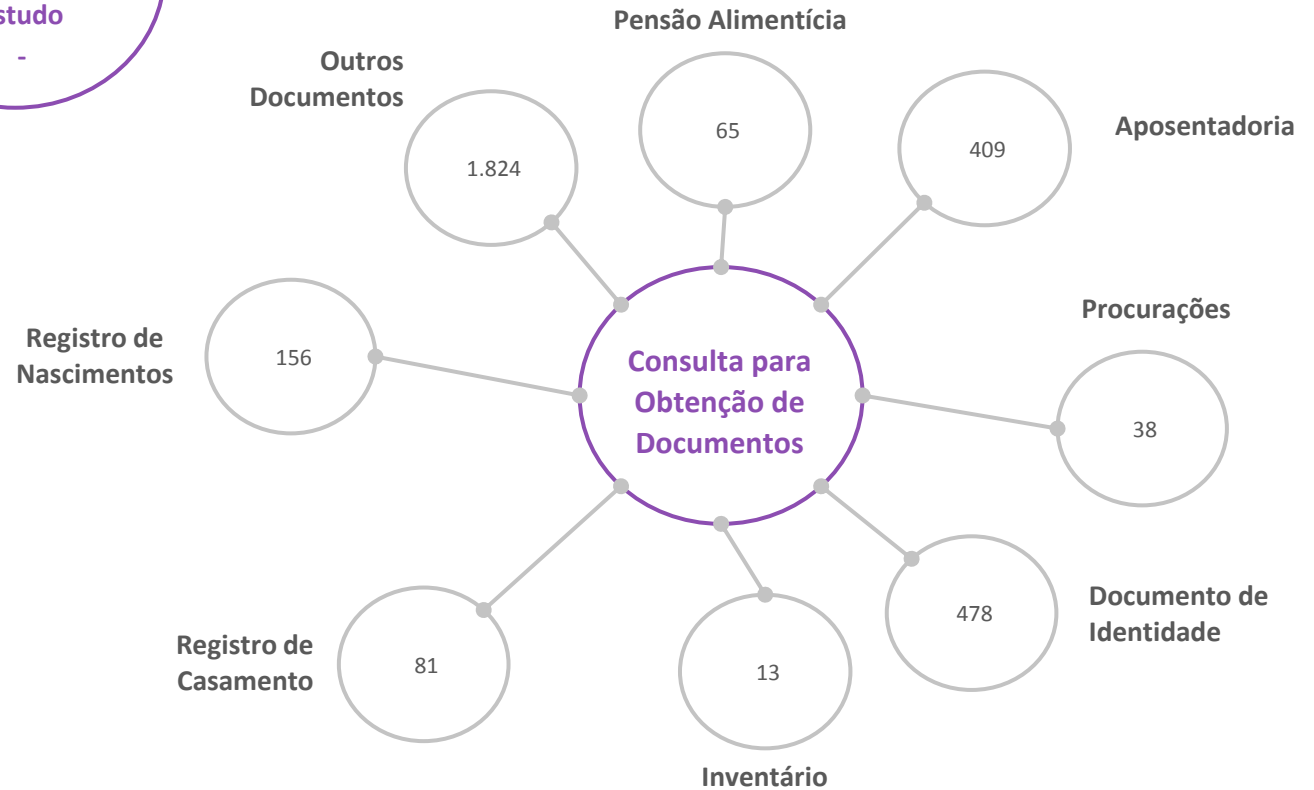 studo
-
Pensão Alimentícia
65
Outros
Documentos
1.824
Aposentadoria
409
Registro de
Nascimentos
156
Consulta para
Obtenção de
Documentos
Procurações
38
Documento de
Identidade
478
Registro de
Casamento
81
13
Inventário